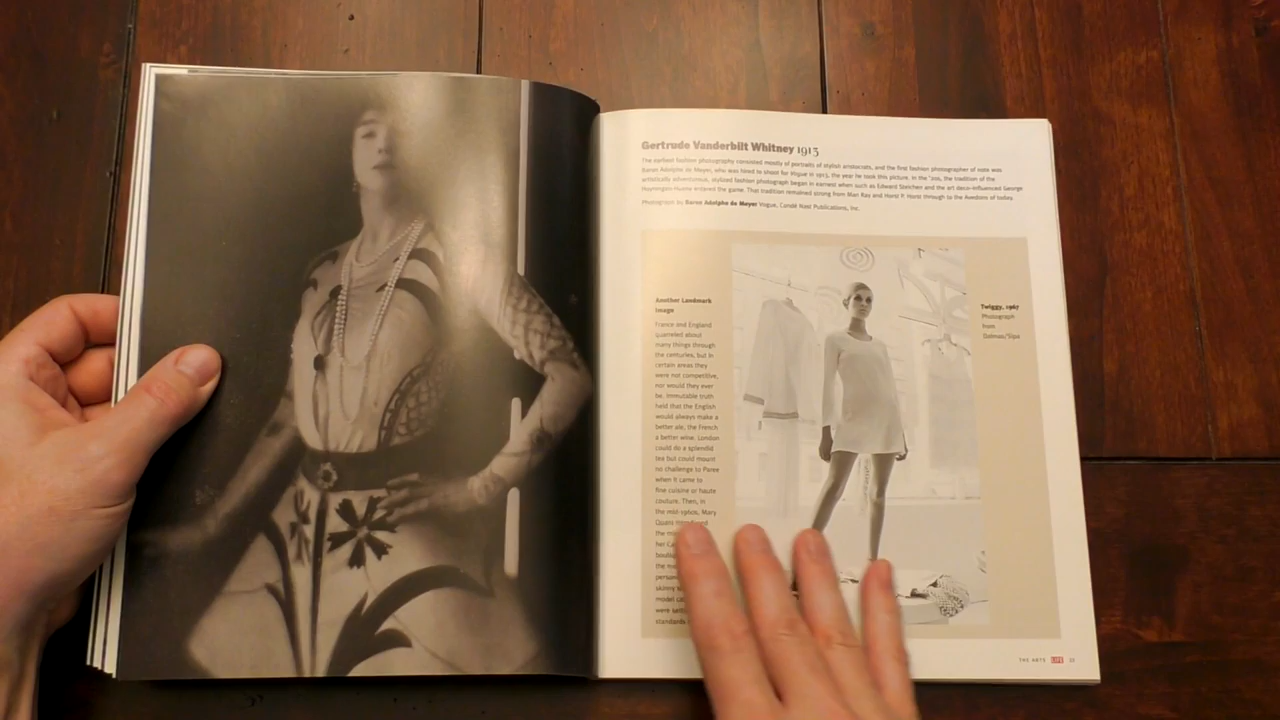 Gertrude Vanderbilt Whitney 1913
The earliest fashion photography consisted mostly of portraits of stylish aristocrats, and the first fashion photographer of note was
Baron Adolphe de Meyer, who was hired to shoot for Vogue in 1913, the year he took this picture. In the '20s, the tradition of the
artistically adventurous, stylized fashion photograph began in earnest when such as Edward Steichen and the art deco–influenced George
Hoyningen-Huene entered the game. That tradition remained strong from Man Ray and Horst P. Horst through to the Avedons of today.
Photograph by Baron Adolphe de Meyer Vogue, Condé Nast Publications, Inc.
Another Landmark
Image
France and England
quarreled about
many things through
the centuries, but in
certain areas they
were not competitive,
nor would they ever
be. Immutable truth
held that the English
would always make a
better ale, the French
a better wine. London
could do a splendid
tea but could mount
no challenge to Paree
when it came to
fine cuisine or haute
couture. Then, in
the mid-1960s, Mary
Quant introduced
the
her
the
skinny
model
were
standards
Twiggy, 1967
Photograph
from
Dalmas/Sipa
THE ARTS LIFE